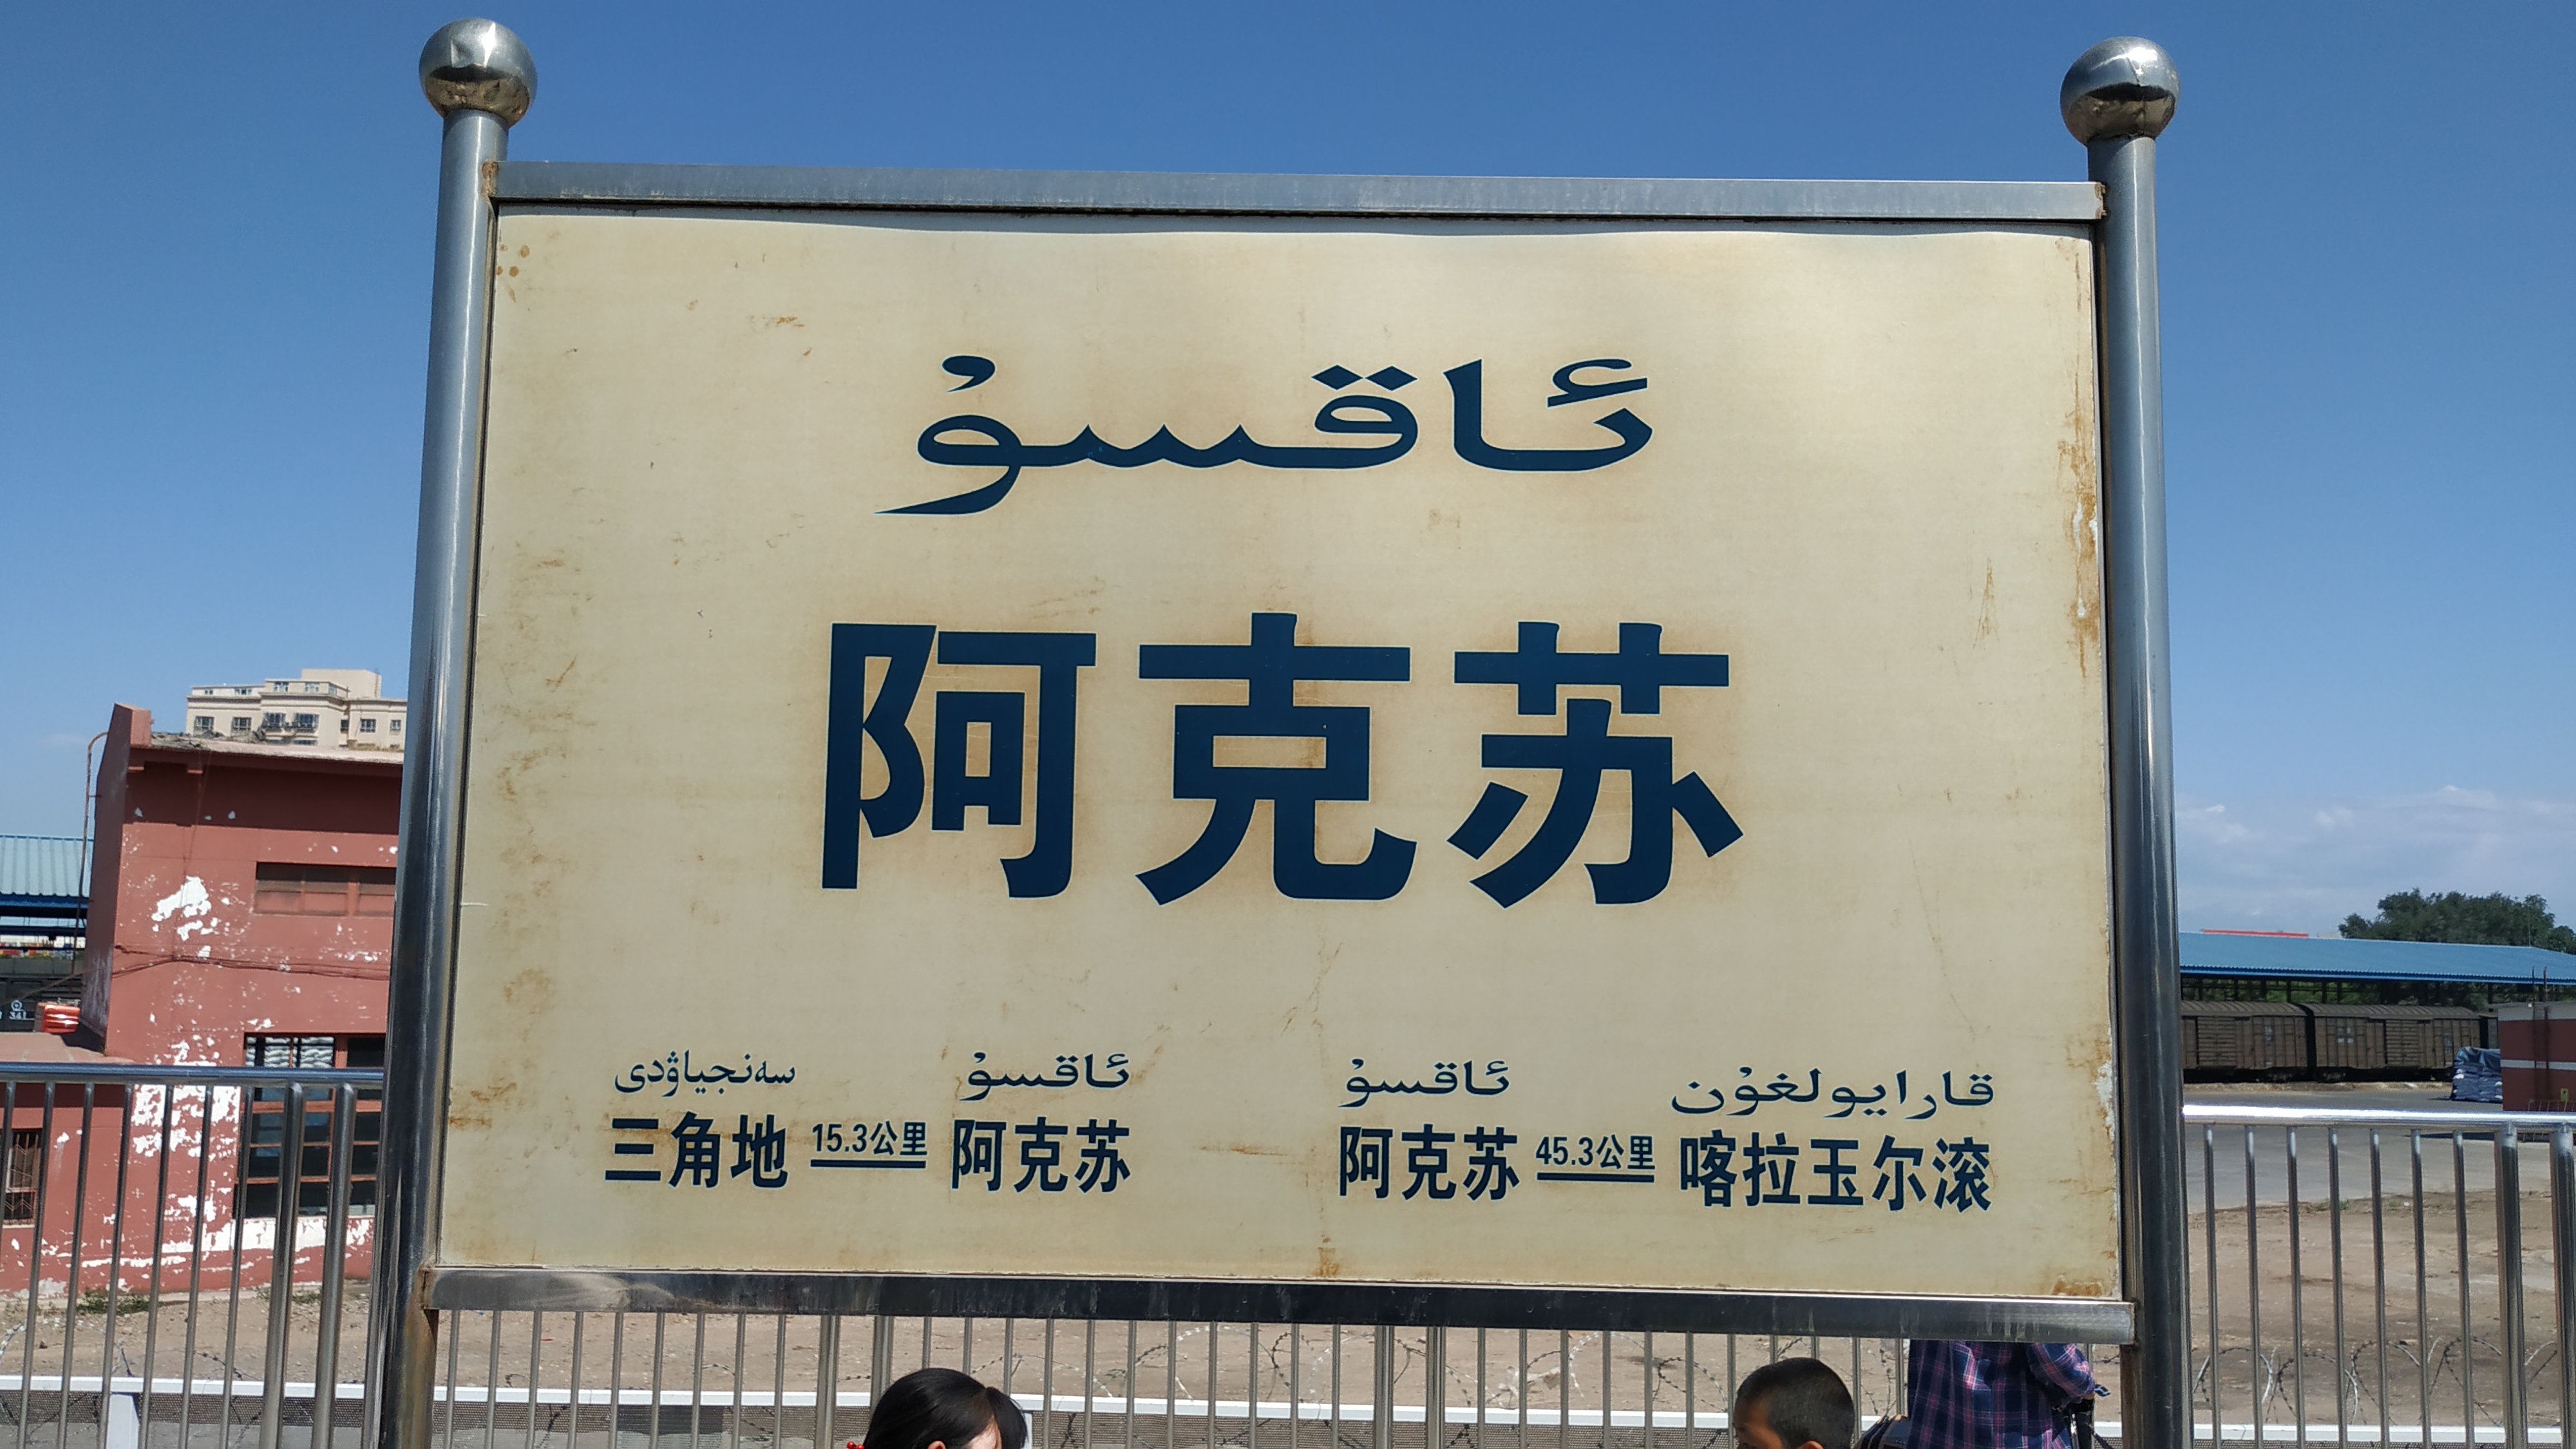 ئاقسۇ
阿克苏
سەنجياۋدى ئاقسۇ
三角地 15.3公里 阿克苏
ئاقسۇ قارايولغۇن
阿克苏 45.3公里 喀拉玉尔滚
341